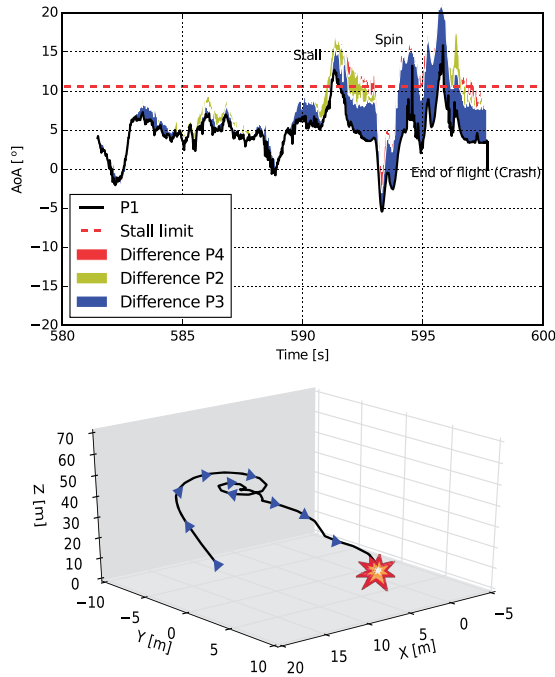 20
15
10
5
0
−5
−10
−15
−20
AoA [°]
Stall
Spin
End of flight (Crash)
P1
Stall limit
Difference P4
Difference P2
Difference P3
580
585
590
595
600
Time [s]
70
60
50
40
30
20
10
0
Z [m]
−10
−5
0
5
10
Y [m]
20
15
10
5
0
−5
X [m]